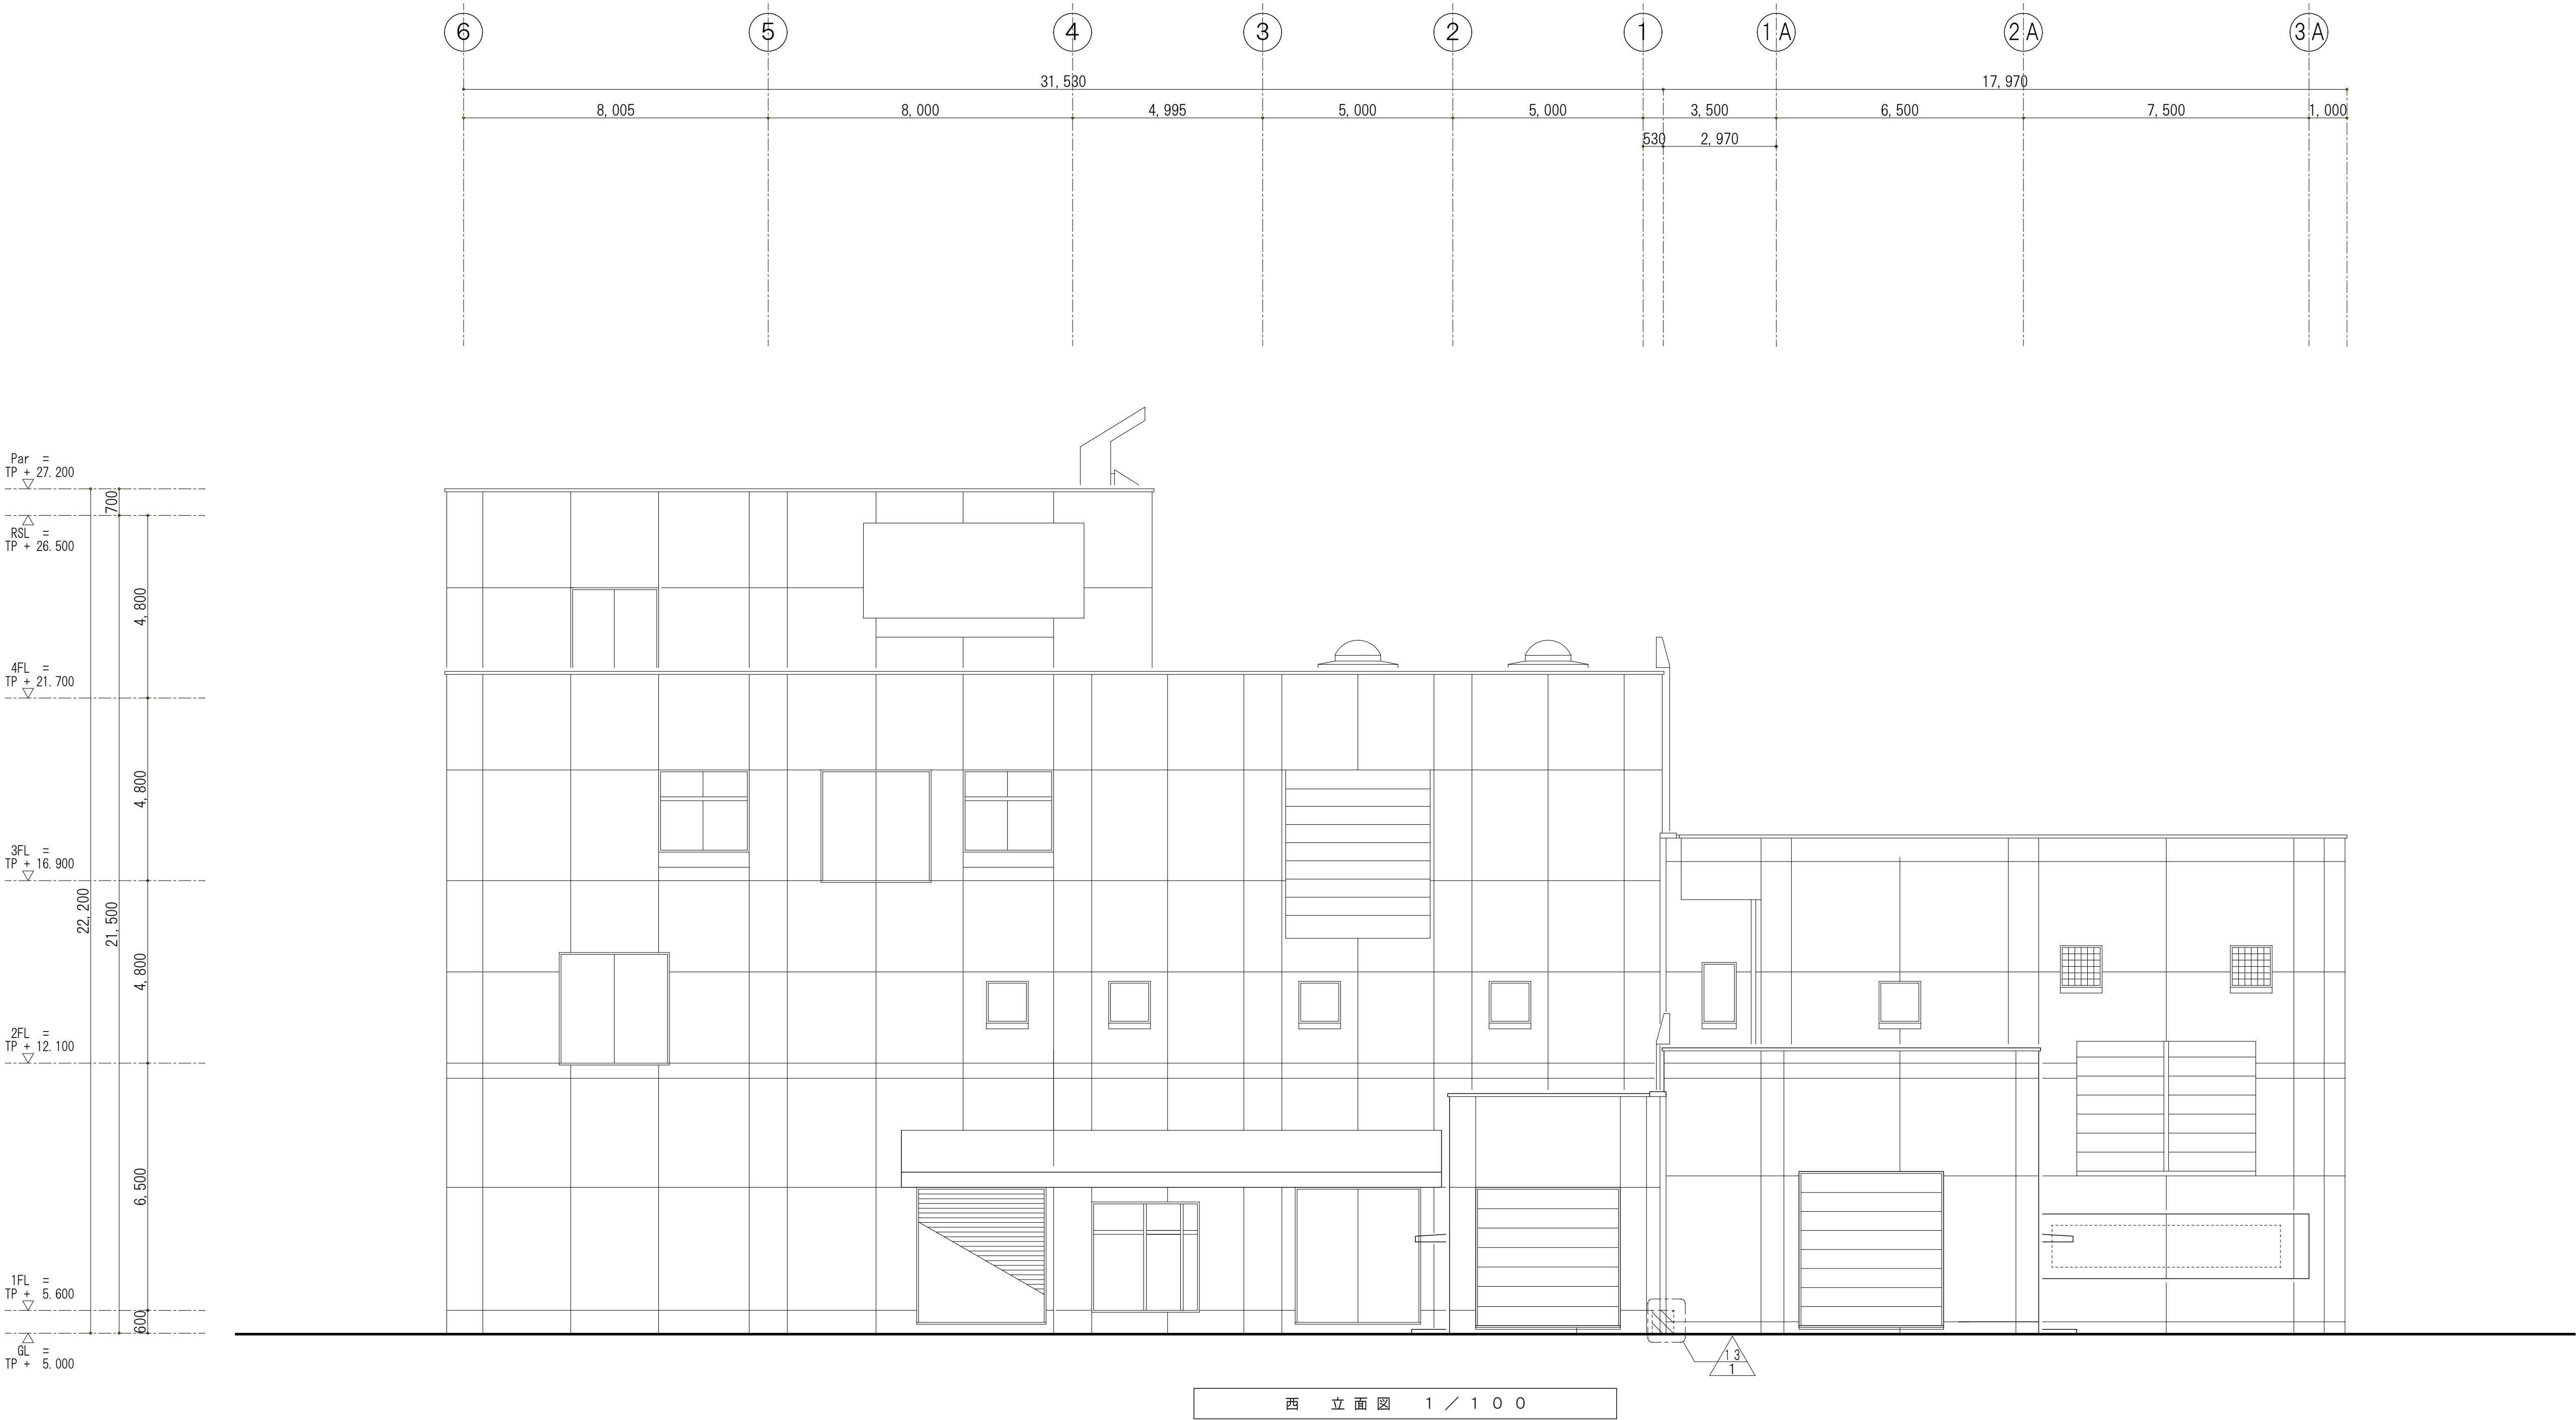 6 5 4 3 2 1 1A 2A 3A
31,530 17,970
8,005 8,000 4,995 5,000 5,000 3,500 6,500 7,500 1,000
530 2,970
Par =
TP + 27.200
700
RSL =
TP + 26.500
4,800
4FL =
TP + 21.700
4,800
3FL =
TP + 16.900
22,200
21,500
4,800
2FL =
TP + 12.100
6,500
1FL =
TP + 5.600
600
GL =
TP + 5.000
13
1
西 立面図 1/100